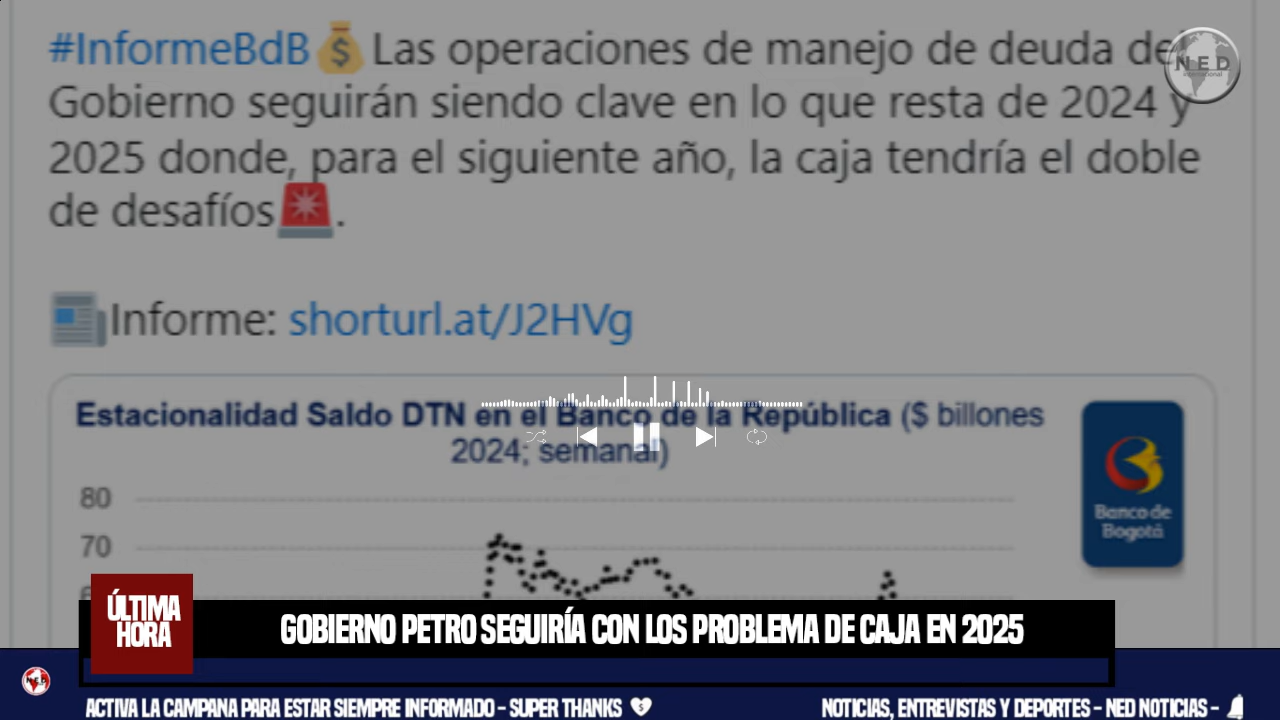 #InformeBdB Las operaciones de manejo de deuda de
NED
international
Gobierno seguirán siendo clave en lo que resta de 2024 y
2025 donde, para el siguiente año, la caja tendría el doble
de desafíos.
Informe: shorturl.at/J2HVg
Estacionalidad Saldo DTN en el Banco de la República ($ billones
2024; semanal)
80
70
Banco de
Bogotá
ÚLTIMA
HORA
GOBIERNO PETRO SEGUIRÍA CON LOS PROBLEMA DE CAJA EN 2025
NED
ACTIVA LA CAMPANA PARA ESTAR SIEMPRE INFORMADO - SUPER THANKS
NOTICIAS, ENTREVISTAS Y DEPORTES - NED NOTICIAS -